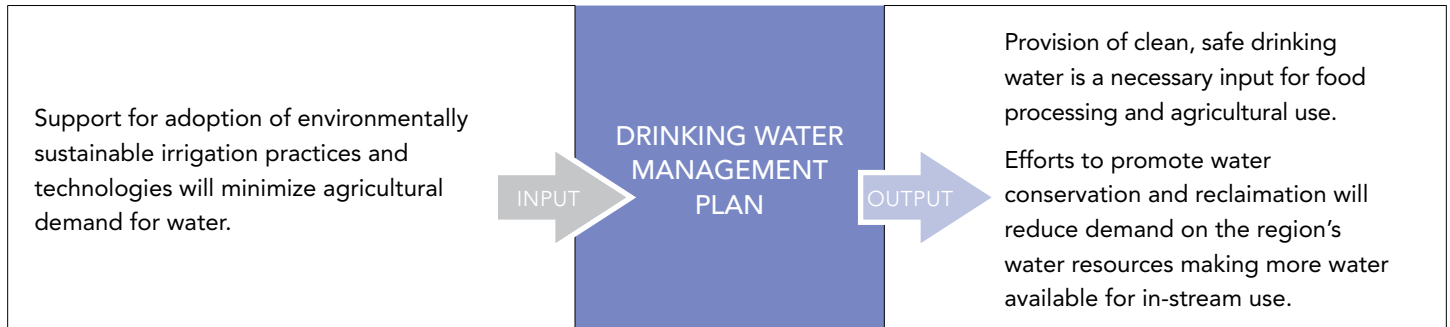 Support for adoption of environmentally
sustainable irrigation practices and
technologies will minimize agricultural
demand for water.
INPUT
DRINKING WATER
MANAGEMENT
PLAN
OUTPUT
Provision of clean, safe drinking
water is a necessary input for food
processing and agricultural use.
Efforts to promote water
conservation and reclamation will
reduce demand on the region’s
water resources making more water
available for in-stream use.